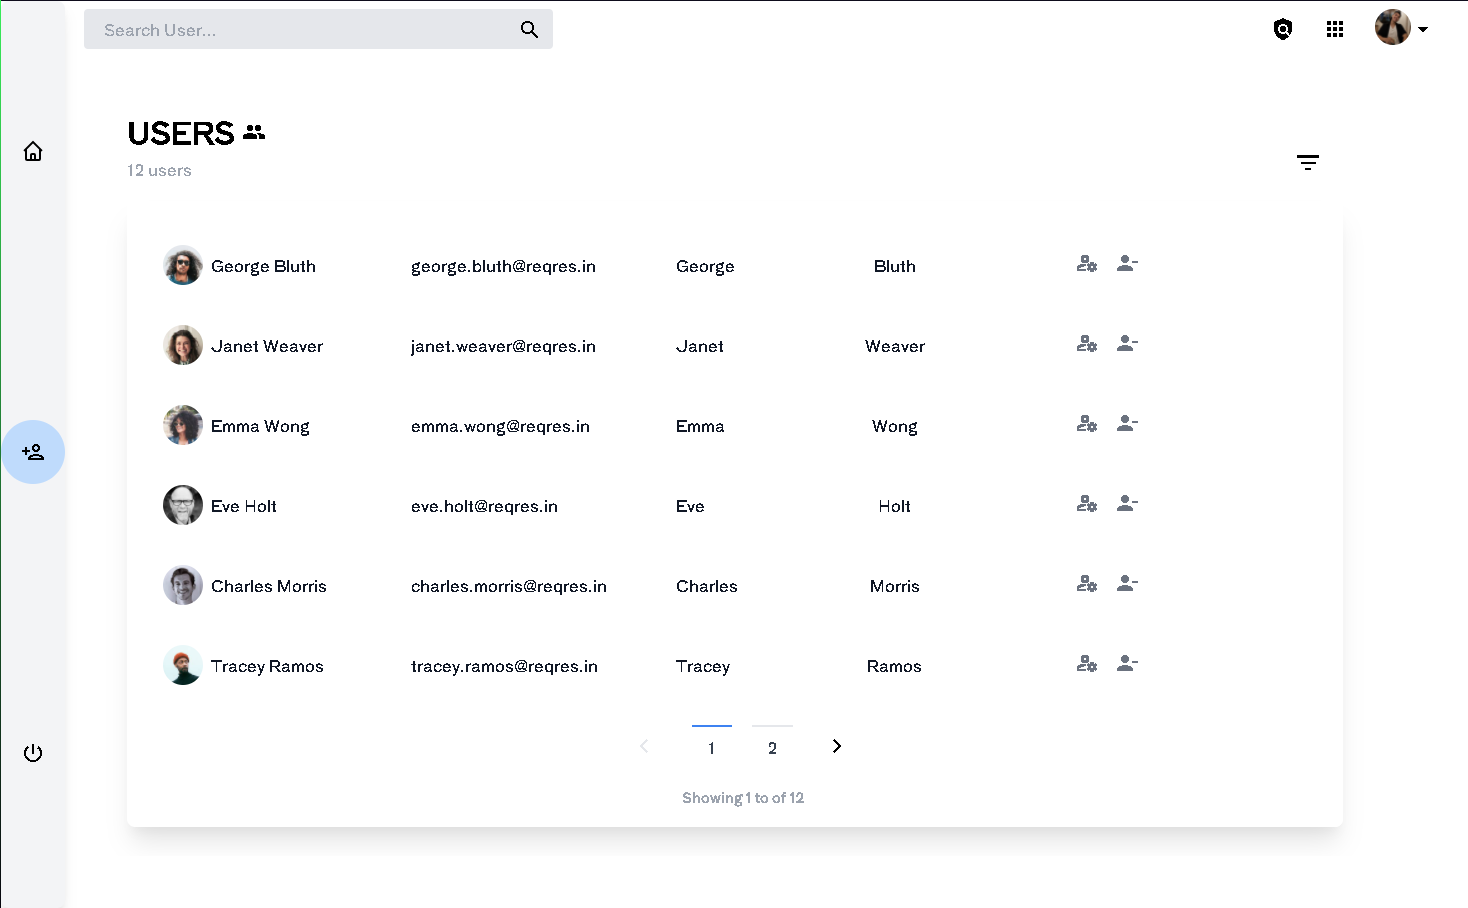 Search User...
USERS
12 users
George Bluth george.bluth@reqres.in George Bluth
Janet Weaver janet.weaver@reqres.in Janet Weaver
Emma Wong emma.wong@reqres.in Emma Wong
Eve Holt eve.holt@reqres.in Eve Holt
Charles Morris charles.morris@reqres.in Charles Morris
Tracey Ramos tracey.ramos@reqres.in Tracey Ramos
1 2
Showing 1 to of 12